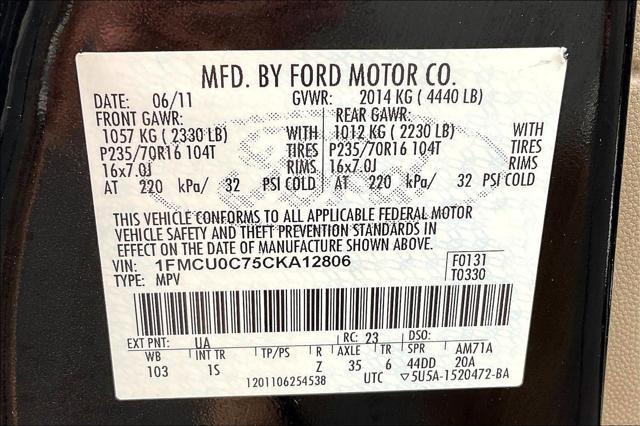 MFD. BY FORD MOTOR CO.
DATE: 06/11 GVWR: 2014 KG ( 4440 LB)
FRONT GAWR: REAR GAWR:
1057 KG ( 2330 LB) WITH 1012 KG ( 2230 LB) WITH
P235/70R16 104T TIRES P235/70R16 104T TIRES
16x7.0J RIMS 16x7.0J RIMS
AT 220 kPa/ 32 PSI COLD AT 220 kPa/ 32 PSI COLD
THIS VEHICLE CONFORMS TO ALL APPLICABLE FEDERAL MOTOR
VEHICLE SAFETY AND THEFT PREVENTION STANDARDS IN
EFFECT ON THE DATE OF MANUFACTURE SHOWN ABOVE.
VIN: 1FMCU0C75CKA12806 F0131
TYPE: MPV T0330
EXT PNT: UA RC: 23 DSO:
WB INT TR TP/PS R AXLE TR SPR AM71A
103 1S Z 35 6 44DD 20A
1201106254538 UTC ▽5U5A-1520472-BA